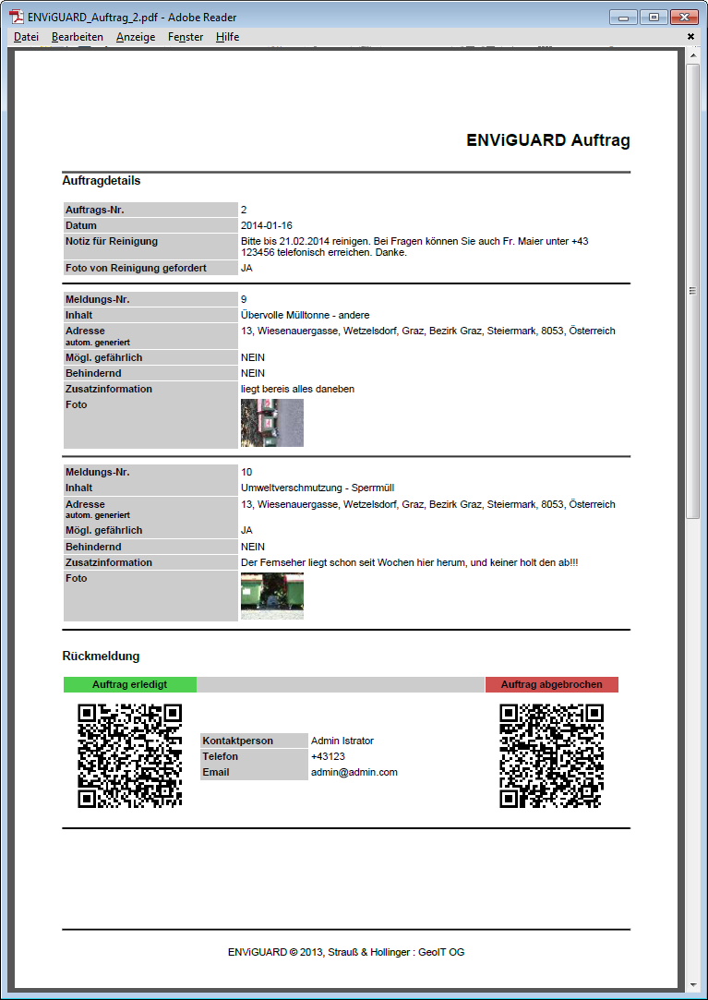 ENViGUARD_Auftrag_2.pdf - Adobe Reader
Datei Bearbeiten Anzeige Fenster Hilfe
ENViGUARD Auftrag
Auftragdetails
Auftrags-Nr. 2
Datum 2014-01-16
Notiz für Reinigung Bitte bis 21.02.2014 reinigen. Bei Fragen können Sie auch Fr. Maier unter +43
123456 telefonisch erreichen. Danke.
Foto von Reinigung gefordert JA
Meldungs-Nr. 9
Inhalt Übervolle Mülltonne - andere
Adresse 13, Wiesenauergasse, Wetzelsdorf, Graz, Bezirk Graz, Steiermark, 8053, Österreich
autom. generiert
Mögl. gefährlich NEIN
Behindernd NEIN
Zusatzinformation liegt bereis alles daneben
Foto
Meldungs-Nr. 10
Inhalt Umweltverschmutzung - Sperrmüll
Adresse 13, Wiesenauergasse, Wetzelsdorf, Graz, Bezirk Graz, Steiermark, 8053, Österreich
autom. generiert
Mögl. gefährlich JA
Behindernd NEIN
Zusatzinformation Der Fernseher liegt schon seit Wochen hier herum, und keiner holt den ab!!!
Foto
Rückmeldung
Auftrag erledigt Auftrag abgebrochen
Kontaktperson Admin Istrator
Telefon +43123
Email admin@admin.com
ENViGUARD © 2013, Strauß & Hollinger : GeoIT OG